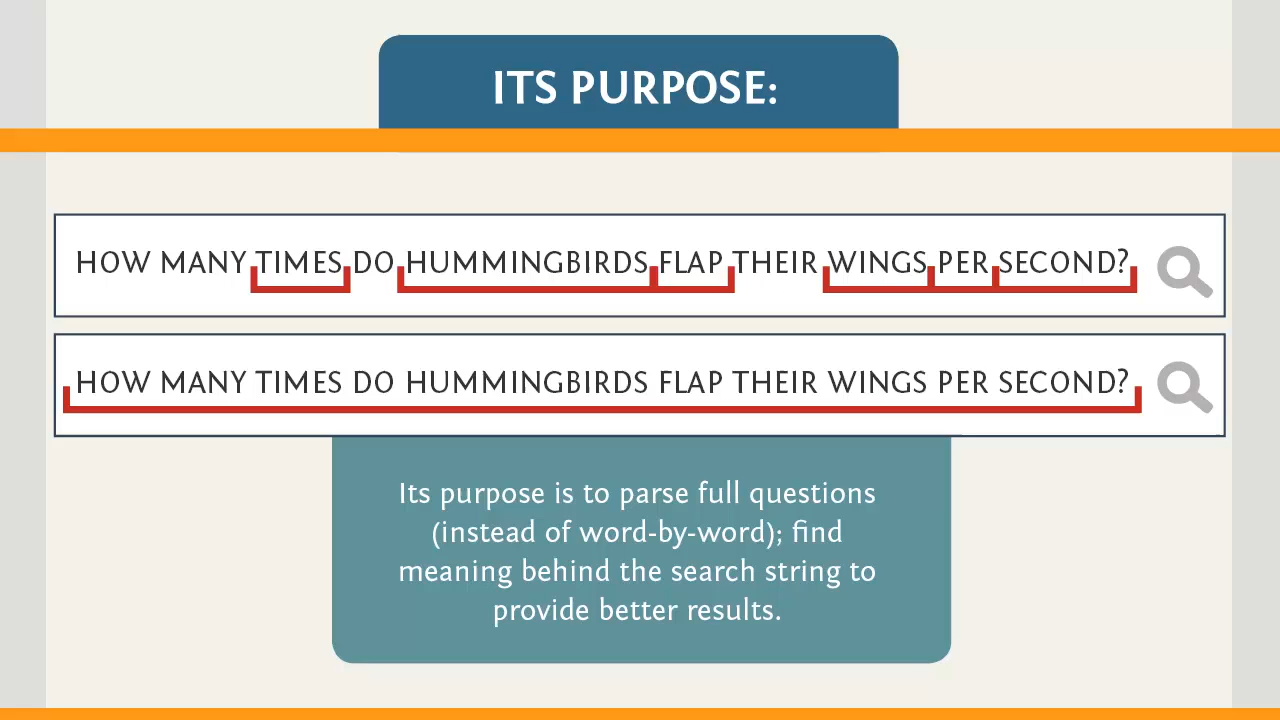 ITS PURPOSE:
HOW MANY TIMES DO HUMMINGBIRDS FLAP THEIR WINGS PER SECOND?
HOW MANY TIMES DO HUMMINGBIRDS FLAP THEIR WINGS PER SECOND?
Its purpose is to parse full questions
(instead of word-by-word); find
meaning behind the search string to
provide better results.